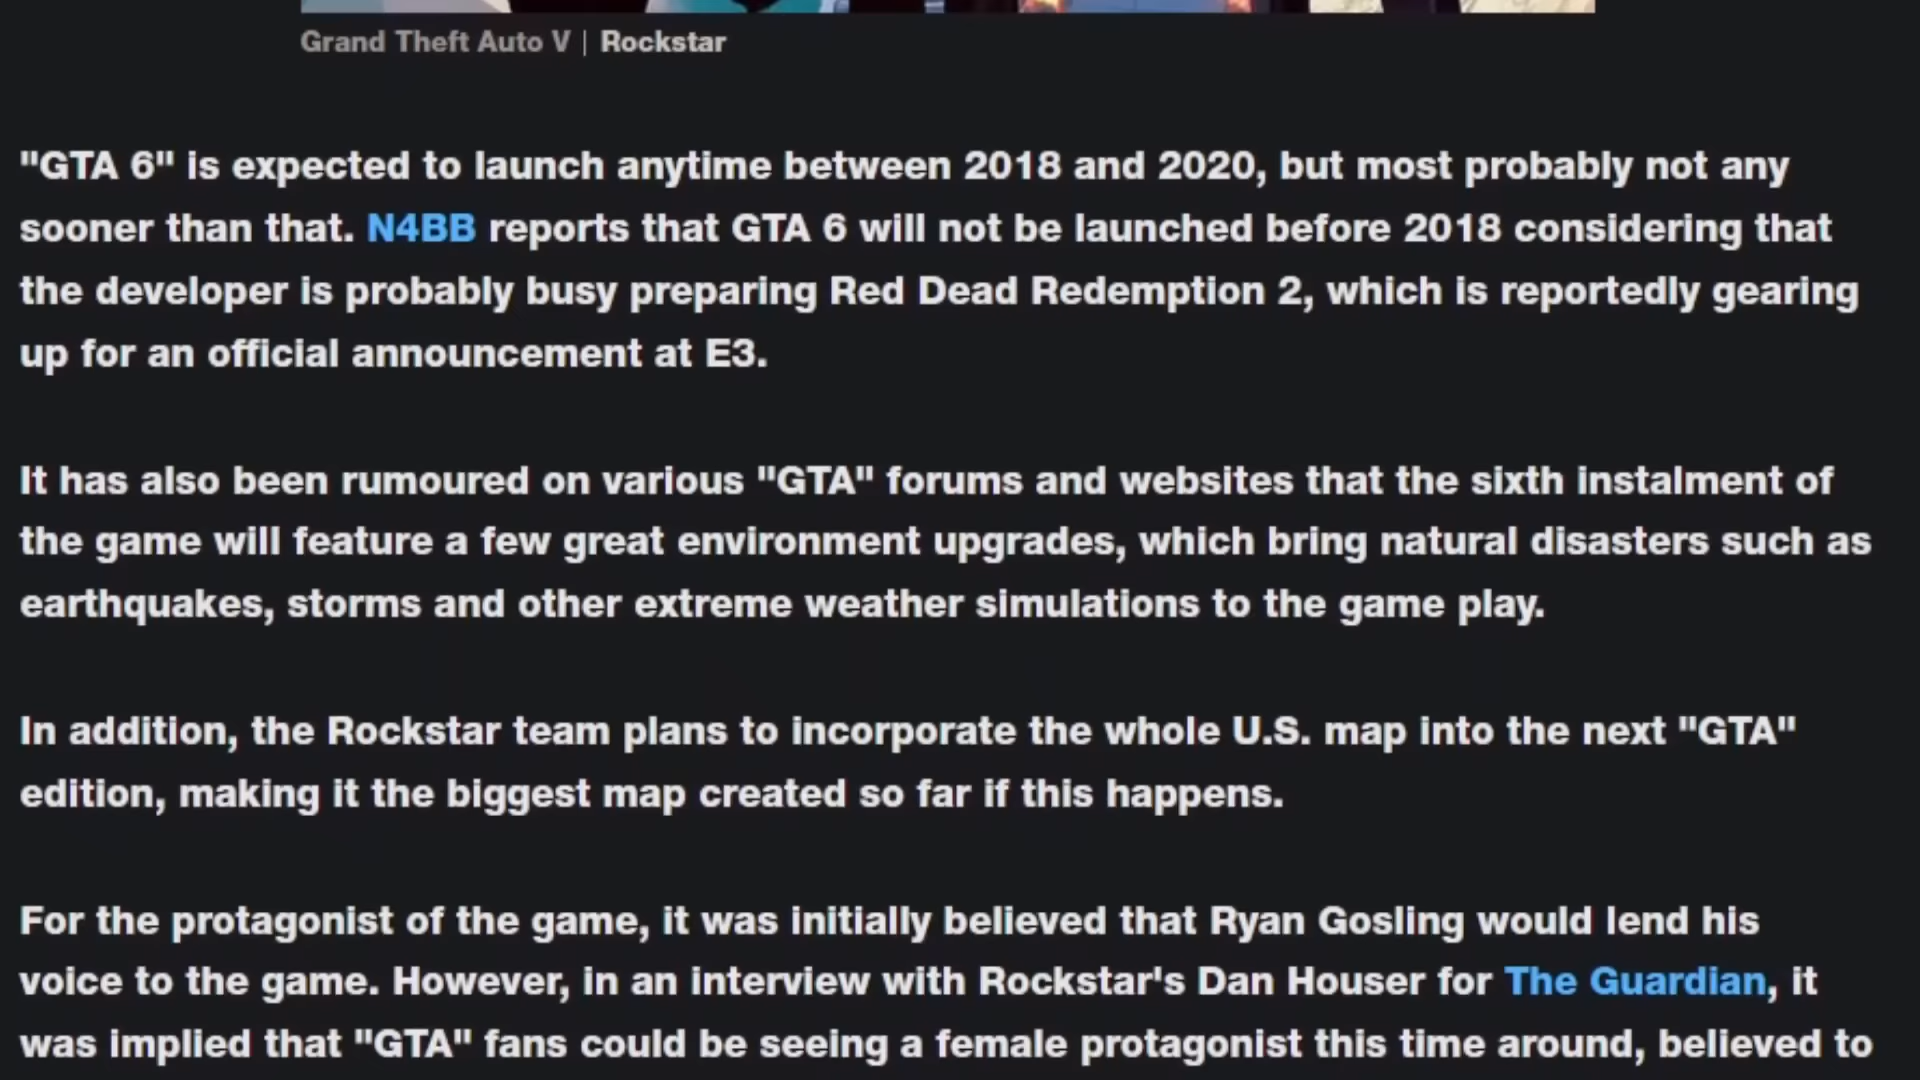 Grand Theft Auto V | Rockstar
"GTA 6" is expected to launch anytime between 2018 and 2020, but most probably not any
sooner than that. N4BB reports that GTA 6 will not be launched before 2018 considering that
the developer is probably busy preparing Red Dead Redemption 2, which is reportedly gearing
up for an official announcement at E3.
It has also been rumoured on various "GTA" forums and websites that the sixth instalment of
the game will feature a few great environment upgrades, which bring natural disasters such as
earthquakes, storms and other extreme weather simulations to the game play.
In addition, the Rockstar team plans to incorporate the whole U.S. map into the next "GTA"
edition, making it the biggest map created so far if this happens.
For the protagonist of the game, it was initially believed that Ryan Gosling would lend his
voice to the game. However, in an interview with Rockstar's Dan Houser for The Guardian, it
was implied that "GTA" fans could be seeing a female protagonist this time around, believed to